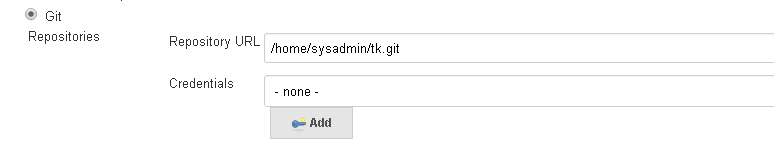 Git
Repositories
Repository URL
/home/sysadmin/tk.git
Credentials
- none -
Add